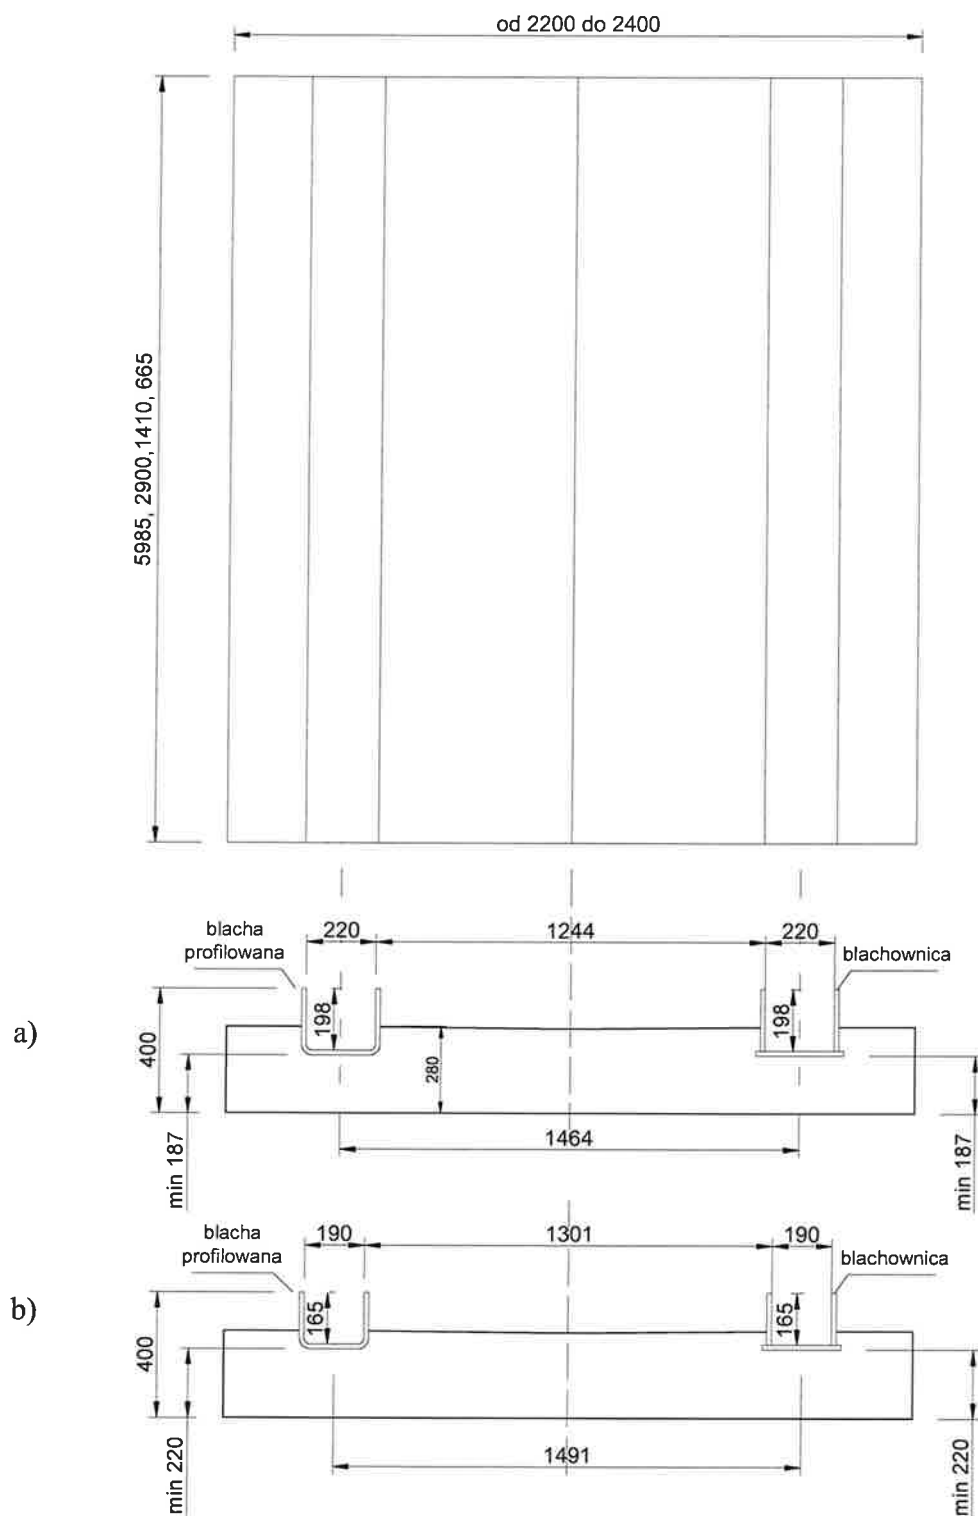 od 2200 do 2400
5985, 2900,1410, 665
blacha
profilowana
220
1244
220
blachownica
a)
400
198
280
198
min 187
1464
min 187
blacha
profilowana
190
1301
190
blachownica
b)
400
165
165
min 220
1491
min 220